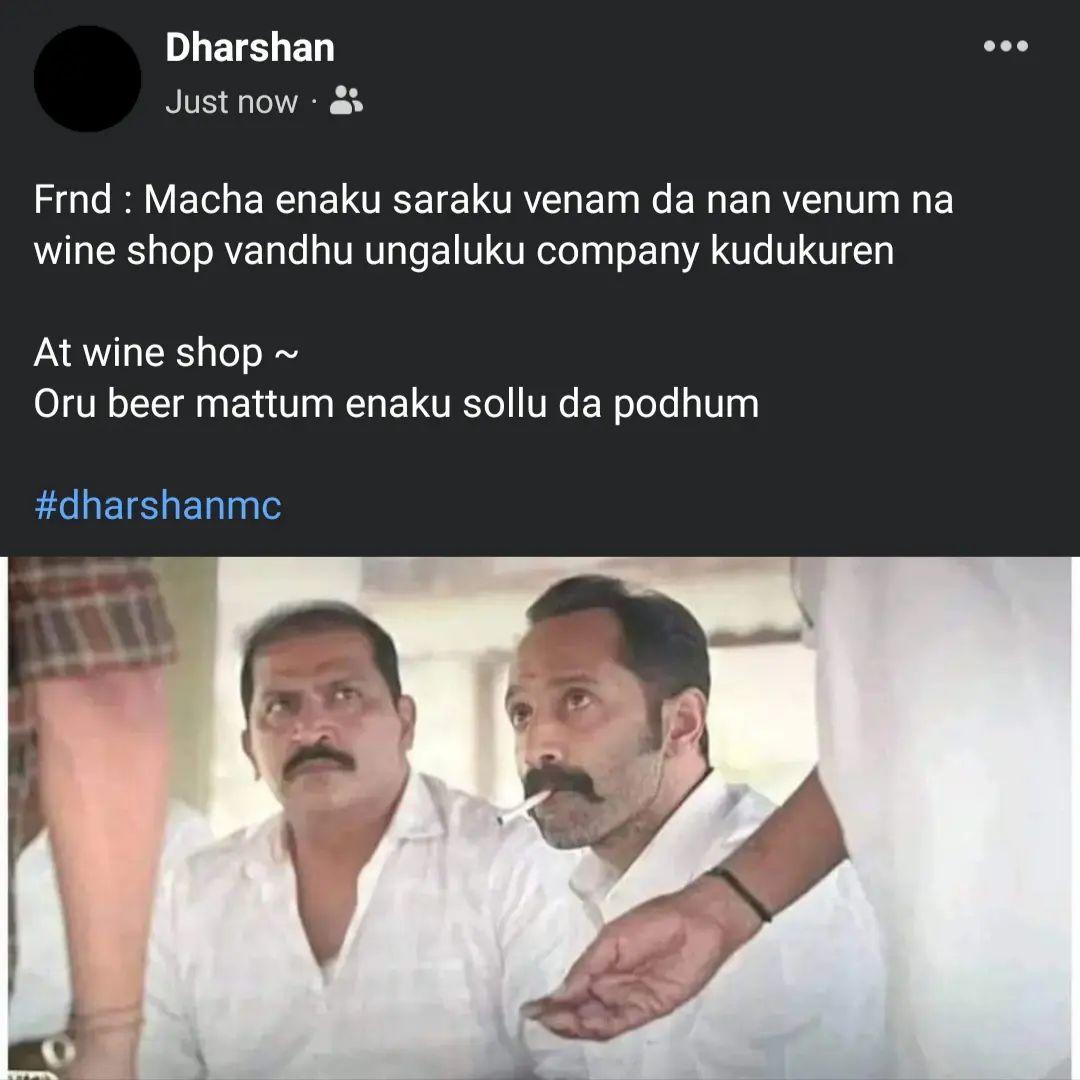 Dharshan
Just now ·
Frnd : Macha enaku saraku venam da nan venum na
wine shop vandhu ungaluku company kudukuren
At wine shop ~
Oru beer mattum enaku sollu da podhum
#dharshanmc